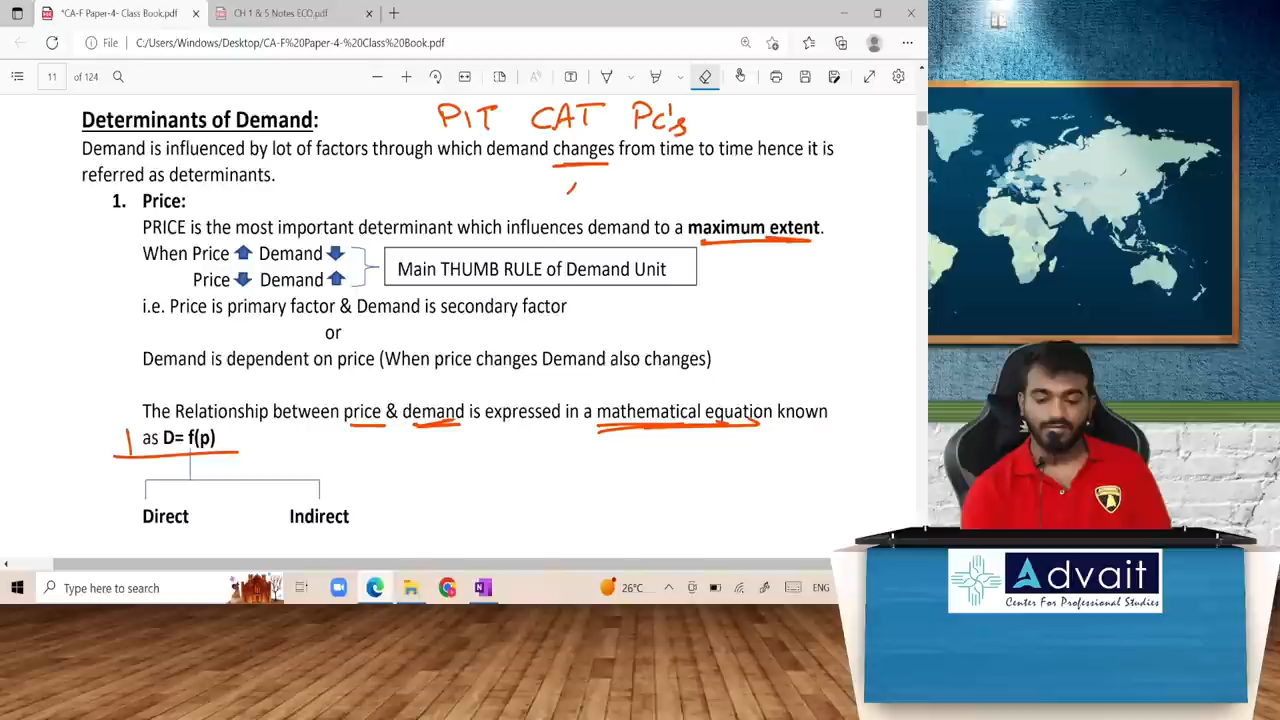 *CA-F Paper-4- Class Book.pdf
CH 1 & 5 Notes ECO.pdf
File
C:/Users/Windows/Desktop/CA-F%20Paper-4-%20Class%20Book.pdf
11 of 124
PIT CAT Pc's
Determinants of Demand:
Demand is influenced by lot of factors through which demand changes from time to time hence it is
referred as determinants.
1. Price:
PRICE is the most important determinant which influences demand to a maximum extent.
When Price Demand
Price Demand
Main THUMB RULE of Demand Unit
i.e. Price is primary factor & Demand is secondary factor
or
Demand is dependent on price (When price changes Demand also changes)
The Relationship between price & demand is expressed in a mathematical equation known
as D= f(p)
Direct Indirect
Type here to search
26°C
ENG
Advait
Center For Professional Studies